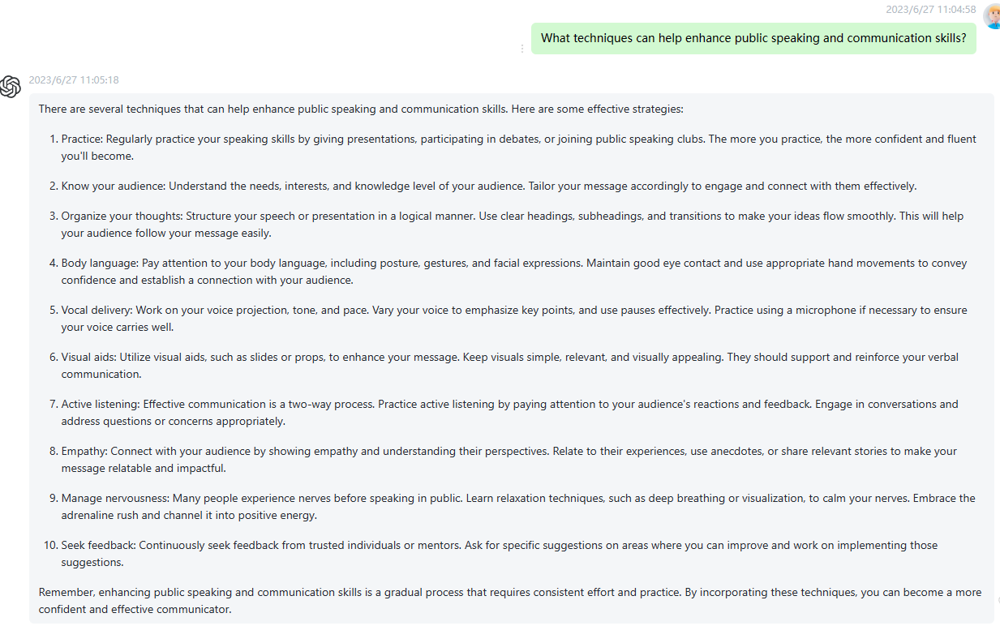 2023/6/27 11:04:58
What techniques can help enhance public speaking and communication skills?
2023/6/27 11:05:18
There are several techniques that can help enhance public speaking and communication skills. Here are some effective strategies:
1. Practice: Regularly practice your speaking skills by giving presentations, participating in debates, or joining public speaking clubs. The more you practice, the more confident and fluent
you'll become.
2. Know your audience: Understand the needs, interests, and knowledge level of your audience. Tailor your message accordingly to engage and connect with them effectively.
3. Organize your thoughts: Structure your speech or presentation in a logical manner. Use clear headings, subheadings, and transitions to make your ideas flow smoothly. This will help
your audience follow your message easily.
4. Body language: Pay attention to your body language, including posture, gestures, and facial expressions. Maintain good eye contact and use appropriate hand movements to convey
confidence and establish a connection with your audience.
5. Vocal delivery: Work on your voice projection, tone, and pace. Vary your voice to emphasize key points, and use pauses effectively. Practice using a microphone if necessary to ensure
your voice carries well.
6. Visual aids: Utilize visual aids, such as slides or props, to enhance your message. Keep visuals simple, relevant, and visually appealing. They should support and reinforce your verbal
communication.
7. Active listening: Effective communication is a two-way process. Practice active listening by paying attention to your audience's reactions and feedback. Engage in conversations and
address questions or concerns appropriately.
8. Empathy: Connect with your audience by showing empathy and understanding their perspectives. Relate to their experiences, use anecdotes, or share relevant stories to make your
message relatable and impactful.
9. Manage nervousness: Many people experience nerves before speaking in public. Learn relaxation techniques, such as deep breathing or visualization, to calm your nerves. Embrace the
adrenaline rush and channel it into positive energy.
10. Seek feedback: Continuously seek feedback from trusted individuals or mentors. Ask for specific suggestions on areas where you can improve and work on implementing those
suggestions.
Remember, enhancing public speaking and communication skills is a gradual process that requires consistent effort and practice. By incorporating these techniques, you can become a more
confident and effective communicator.